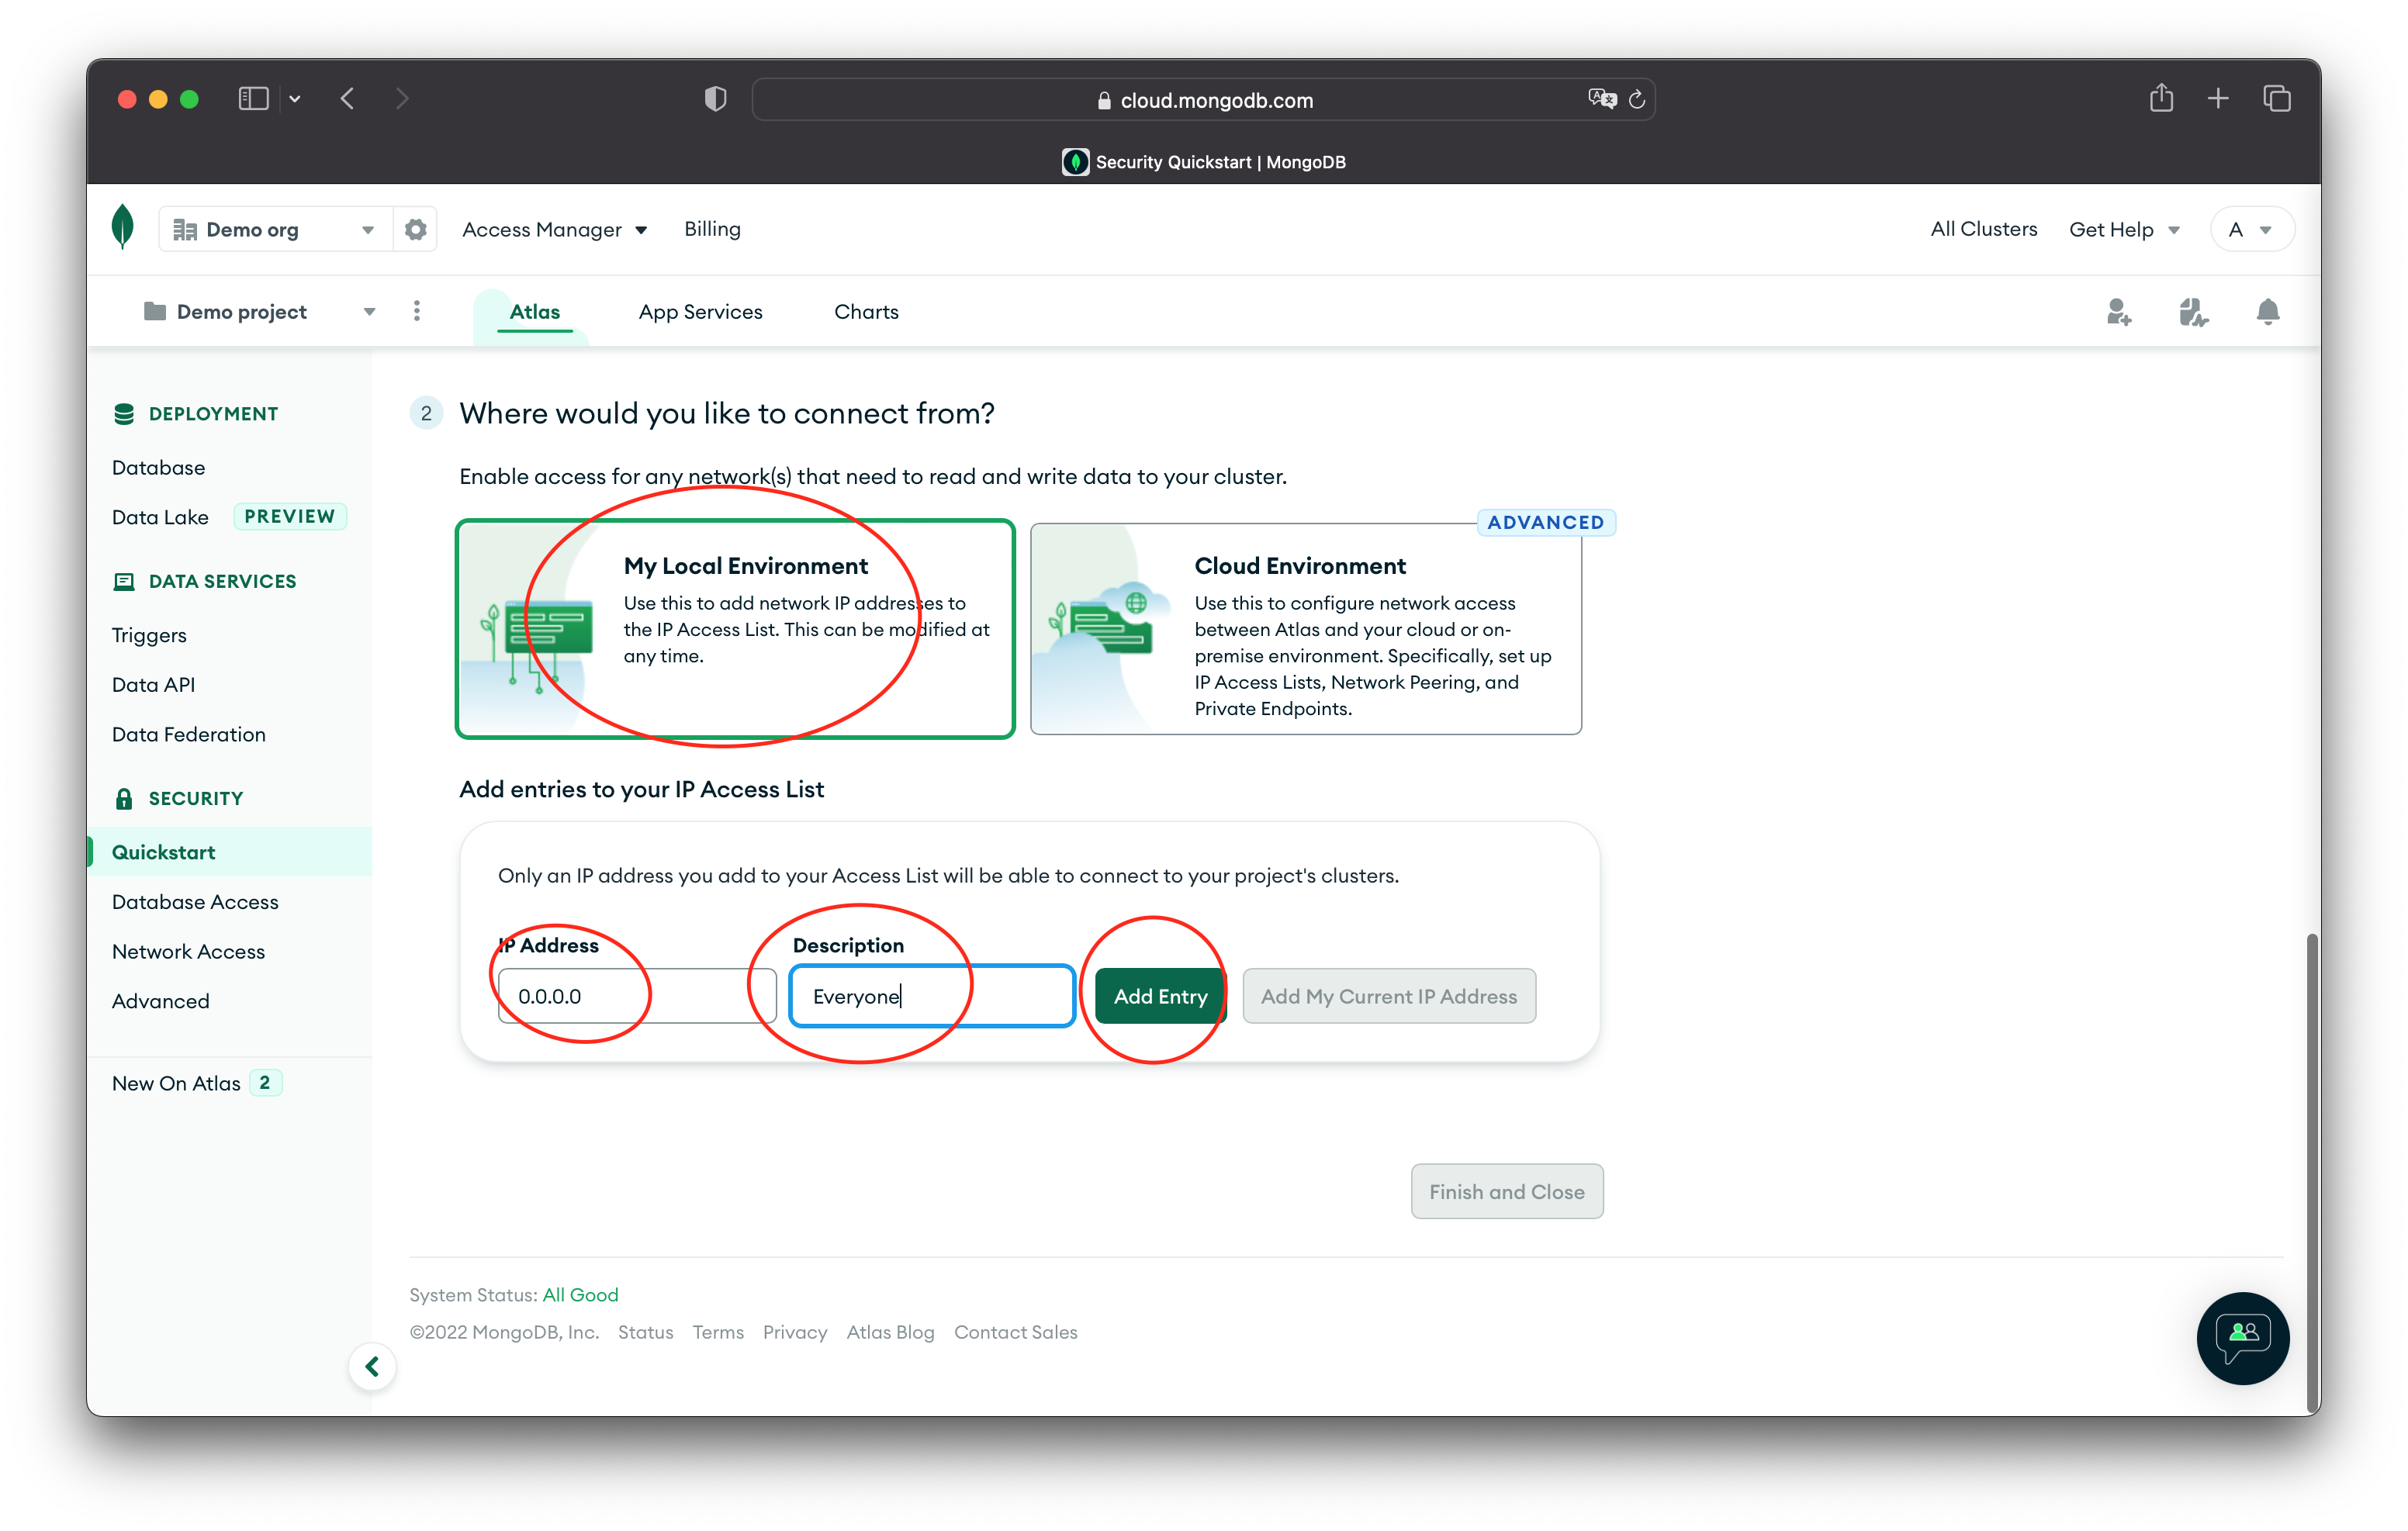 cloud.mongodb.com
Security Quickstart | MongoDB
Demo org
Access Manager
Billing
All Clusters
Get Help
A
Demo project
Atlas
App Services
Charts
DEPLOYMENT
Database
Data Lake PREVIEW
DATA SERVICES
Triggers
Data API
Data Federation
SECURITY
Quickstart
Database Access
Network Access
Advanced
New On Atlas 2
2 Where would you like to connect from?
Enable access for any network(s) that need to read and write data to your cluster.
My Local Environment
Use this to add network IP addresses to
the IP Access List. This can be modified at
any time.
ADVANCED
Cloud Environment
Use this to configure network access
between Atlas and your cloud or on-
premise environment. Specifically, set up
IP Access Lists, Network Peering, and
Private Endpoints.
Add entries to your IP Access List
Only an IP address you add to your Access List will be able to connect to your project's clusters.
IP Address
Description
0.0.0.0
Everyone
Add Entry
Add My Current IP Address
Finish and Close
System Status: All Good
©2022 MongoDB, Inc. Status Terms Privacy Atlas Blog Contact Sales